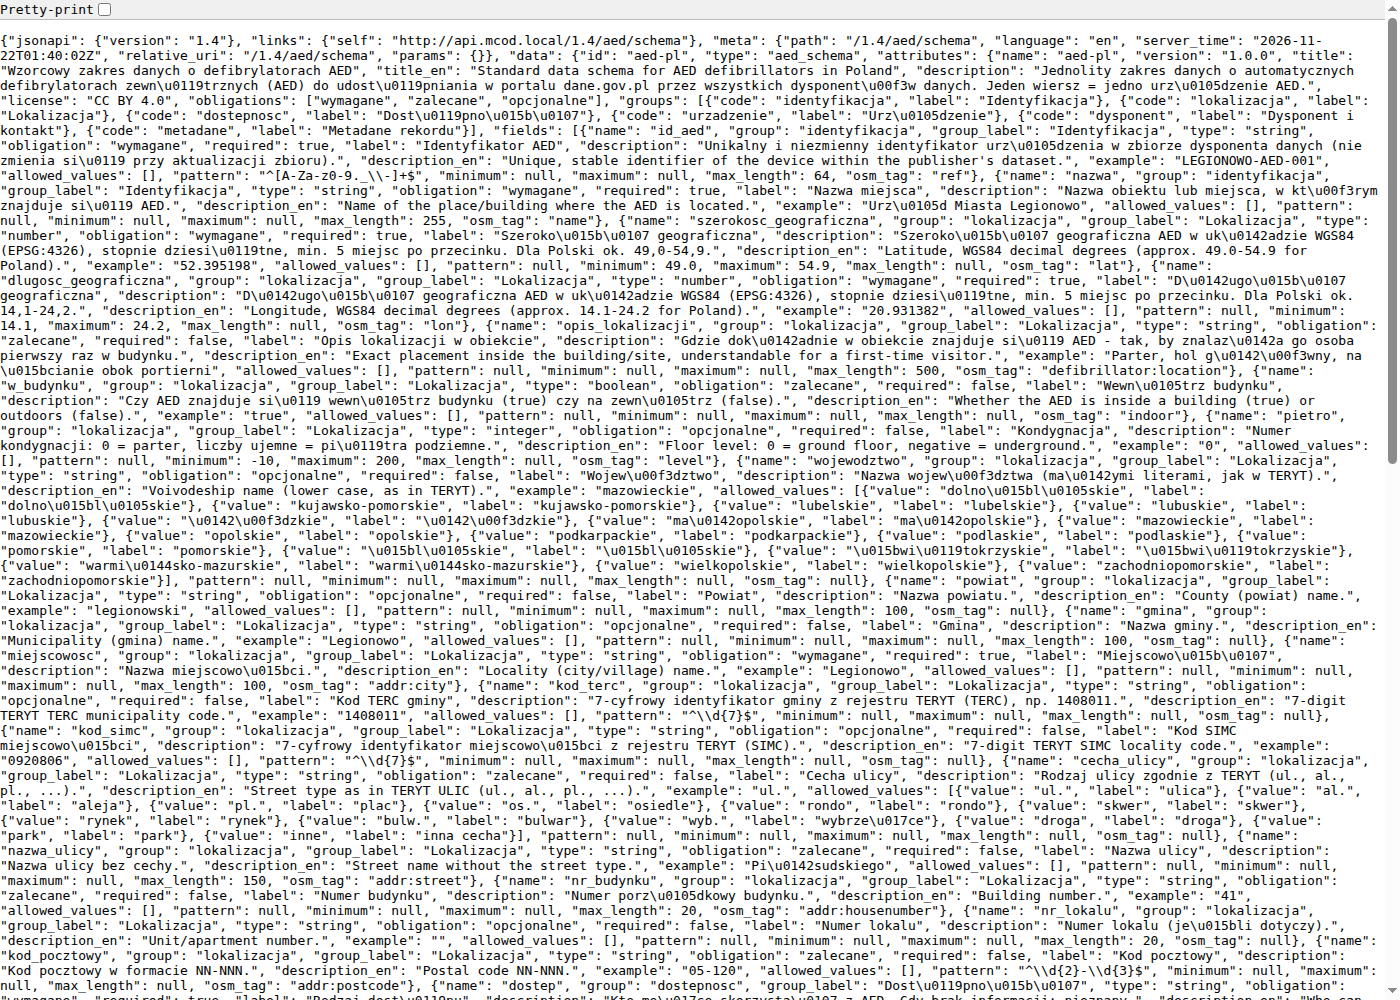 Pretty-print
{"jsonapi": {"version": "1.4"}, "links": {"self": "http://api.mcod.local/1.4/aed/schema"}, "meta": {"path": "/1.4/aed/schema", "language": "en", "server_time": "2026-11-
22T01:40:02Z", "relative_uri": "/1.4/aed/schema", "params": {}}, "data": {"id": "aed-pl", "type": "aed_schema", "attributes": {"name": "aed-pl", "version": "1.0.0", "title":
"Wzorcowy zakres danych o defibrylatorach AED", "title_en": "Standard data schema for AED defibrillators in Poland", "description": "Jednolity zakres danych o automatycznych
defibrylatorach zewn\u0119trznych (AED) do udost\u0119pniania w portalu dane.gov.pl przez wszystkich dysponent\u00f3w danych. Jeden wiersz = jedno urz\u0105dzenie AED.",
"license": "CC BY 4.0", "obligations": ["wymagane", "zalecane", "opcjonalne"], "groups": [{"code": "identyfikacja", "label": "Identyfikacja"}, {"code": "lokalizacja", "label":
"Lokalizacja"}, {"code": "dostepnosc", "label": "Dost\u0119pno\u015b\u0107"}, {"code": "urzadzenie", "label": "Urz\u0105dzenie"}, {"code": "dysponent", "label": "Dysponent i
kontakt"}, {"code": "metadane", "label": "Metadane rekordu"}], "fields": [{"name": "id_aed", "group": "identyfikacja", "group_label": "Identyfikacja", "type": "string",
"obligation": "wymagane", "required": true, "label": "Identyfikator AED", "description": "Unikalny i niezmienny identyfikator urz\u0105dzenia w zbiorze dysponenta danych (nie
zmienia si\u0119 przy aktualizacji zbioru).", "description_en": "Unique, stable identifier of the device within the publisher's dataset.", "example": "LEGIONOWO-AED-001",
"allowed_values": [], "pattern": "^[A-Za-z0-9._\\-]+$", "minimum": null, "maximum": null, "max_length": 64, "osm_tag": "ref"}, {"name": "nazwa", "group": "identyfikacja",
"group_label": "Identyfikacja", "type": "string", "obligation": "wymagane", "required": true, "label": "Nazwa miejsca", "description": "Nazwa obiektu lub miejsca, w kt\u00f3rym
znajduje si\u0119 AED.", "description_en": "Name of the place/building where the AED is located.", "example": "Urz\u0105d Miasta Legionowo", "allowed_values": [], "pattern":
null, "minimum": null, "maximum": null, "max_length": 255, "osm_tag": "name"}, {"name": "szerokosc_geograficzna", "group": "lokalizacja", "group_label": "Lokalizacja", "type":
"number", "obligation": "wymagane", "required": true, "label": "Szeroko\u015b\u0107 geograficzna", "description": "Szeroko\u015b\u0107 geograficzna AED w uk\u0142adzie WGS84
(EPSG:4326), stopnie dziesi\u0119tne, min. 5 miejsc po przecinku. Dla Polski ok. 49,0-54,9.", "description_en": "Latitude, WGS84 decimal degrees (approx. 49.0-54.9 for
Poland).", "example": "52.395198", "allowed_values": [], "pattern": null, "minimum": 49.0, "maximum": 54.9, "max_length": null, "osm_tag": "lat"}, {"name":
"dlugosc_geograficzna", "group": "lokalizacja", "group_label": "Lokalizacja", "type": "number", "obligation": "wymagane", "required": true, "label": "D\u0142ugo\u015b\u0107
geograficzna", "description": "D\u0142ugo\u015b\u0107 geograficzna AED w uk\u0142adzie WGS84 (EPSG:4326), stopnie dziesi\u0119tne, min. 5 miejsc po przecinku. Dla Polski ok.
14,1-24,2.", "description_en": "Longitude, WGS84 decimal degrees (approx. 14.1-24.2 for Poland).", "example": "20.931382", "allowed_values": [], "pattern": null, "minimum":
14.1, "maximum": 24.2, "max_length": null, "osm_tag": "lon"}, {"name": "opis_lokalizacji", "group": "lokalizacja", "group_label": "Lokalizacja", "type": "string", "obligation":
"zalecane", "required": false, "label": "Opis lokalizacji w obiekcie", "description": "Gdzie dok\u0142adnie w obiekcie znajduje si\u0119 AED - tak, by znalaz\u0142a go osoba
pierwszy raz w budynku.", "description_en": "Exact placement inside the building/site, understandable for a first-time visitor.", "example": "Parter, hol g\u0142\u00f3wny, na
\u015bcianie obok portierni", "allowed_values": [], "pattern": null, "minimum": null, "maximum": null, "max_length": 500, "osm_tag": "defibrillator:location"}, {"name":
"w_budynku", "group": "lokalizacja", "group_label": "Lokalizacja", "type": "boolean", "obligation": "zalecane", "required": false, "label": "Wewn\u0105trz budynku",
"description": "Czy AED znajduje si\u0119 wewn\u0105trz budynku (true) czy na zewn\u0105trz (false).", "description_en": "Whether the AED is inside a building (true) or
outdoors (false).", "example": "true", "allowed_values": [], "pattern": null, "minimum": null, "maximum": null, "max_length": null, "osm_tag": "indoor"}, {"name": "pietro",
"group": "lokalizacja", "group_label": "Lokalizacja", "type": "integer", "obligation": "opcjonalne", "required": false, "label": "Kondygnacja", "description": "Numer
kondygnacji: 0 = parter, liczby ujemne = pi\u0119tra podziemne.", "description_en": "Floor level: 0 = ground floor, negative = underground.", "example": "0", "allowed_values":
[], "pattern": null, "minimum": -10, "maximum": 200, "max_length": null, "osm_tag": "level"}, {"name": "wojewodztwo", "group": "lokalizacja", "group_label": "Lokalizacja",
"type": "string", "obligation": "opcjonalne", "required": false, "label": "Wojew\u00f3dztwo", "description": "Nazwa wojew\u00f3dztwa (ma\u0142ymi literami, jak w TERYT).",
"description_en": "Voivodeship name (lower case, as in TERYT).", "example": "mazowieckie", "allowed_values": [{"value": "dolno\u015bl\u0105skie", "label":
"dolno\u015bl\u0105skie"}, {"value": "kujawsko-pomorskie", "label": "kujawsko-pomorskie"}, {"value": "lubelskie", "label": "lubelskie"}, {"value": "lubuskie", "label":
"lubuskie"}, {"value": "\u0142\u00f3dzkie", "label": "\u0142\u00f3dzkie"}, {"value": "ma\u0142opolskie", "label": "ma\u0142opolskie"}, {"value": "mazowieckie", "label":
"mazowieckie"}, {"value": "opolskie", "label": "opolskie"}, {"value": "podkarpackie", "label": "podkarpackie"}, {"value": "podlaskie", "label": "podlaskie"}, {"value":
"pomorskie", "label": "pomorskie"}, {"value": "\u015bl\u0105skie", "label": "\u015bl\u0105skie"}, {"value": "\u015bwi\u0119tokrzyskie", "label": "\u015bwi\u0119tokrzyskie"},
{"value": "warmi\u0144sko-mazurskie", "label": "warmi\u0144sko-mazurskie"}, {"value": "wielkopolskie", "label": "wielkopolskie"}, {"value": "zachodniopomorskie", "label":
"zachodniopomorskie"}], "pattern": null, "minimum": null, "maximum": null, "max_length": null, "osm_tag": null}, {"name": "powiat", "group": "lokalizacja", "group_label":
"Lokalizacja", "type": "string", "obligation": "opcjonalne", "required": false, "label": "Powiat", "description": "Nazwa powiatu.", "description_en": "County (powiat) name.",
"example": "legionowski", "allowed_values": [], "pattern": null, "minimum": null, "maximum": null, "max_length": 100, "osm_tag": null}, {"name": "gmina", "group":
"lokalizacja", "group_label": "Lokalizacja", "type": "string", "obligation": "opcjonalne", "required": false, "label": "Gmina", "description": "Nazwa gminy.", "description_en":
"Municipality (gmina) name.", "example": "Legionowo", "allowed_values": [], "pattern": null, "minimum": null, "maximum": null, "max_length": 100, "osm_tag": null}, {"name":
"miejscowosc", "group": "lokalizacja", "group_label": "Lokalizacja", "type": "string", "obligation": "wymagane", "required": true, "label": "Miejscowo\u015b\u0107",
"description": "Nazwa miejscowo\u015bci.", "description_en": "Locality (city/village) name.", "example": "Legionowo", "allowed_values": [], "pattern": null, "minimum": null,
"maximum": null, "max_length": 100, "osm_tag": "addr:city"}, {"name": "kod_terc", "group": "lokalizacja", "group_label": "Lokalizacja", "type": "string", "obligation":
"opcjonalne", "required": false, "label": "Kod TERC gminy", "description": "7-cyfrowy identyfikator gminy z rejestru TERYT (TERC), np. 1408011.", "description_en": "7-digit
TERYT TERC municipality code.", "example": "1408011", "allowed_values": [], "pattern": "^\\d{7}$", "minimum": null, "maximum": null, "max_length": null, "osm_tag": null},
{"name": "kod_simc", "group": "lokalizacja", "group_label": "Lokalizacja", "type": "string", "obligation": "opcjonalne", "required": false, "label": "Kod SIMC
miejscowo\u015bci", "description": "7-cyfrowy identyfikator miejscowo\u015bci z rejestru TERYT (SIMC).", "description_en": "7-digit TERYT SIMC locality code.", "example":
"0920806", "allowed_values": [], "pattern": "^\\d{7}$", "minimum": null, "maximum": null, "max_length": null, "osm_tag": null}, {"name": "cecha_ulicy", "group": "lokalizacja",
"group_label": "Lokalizacja", "type": "string", "obligation": "zalecane", "required": false, "label": "Cecha ulicy", "description": "Rodzaj ulicy zgodnie z TERYT (ul., al.,
pl., ...).", "description_en": "Street type as in TERYT ULIC (ul., al., pl., ...).", "example": "ul.", "allowed_values": [{"value": "ul.", "label": "ulica"}, {"value": "al.",
"label": "aleja"}, {"value": "pl.", "label": "plac"}, {"value": "os.", "label": "osiedle"}, {"value": "rondo", "label": "rondo"}, {"value": "skwer", "label": "skwer"},
{"value": "rynek", "label": "rynek"}, {"value": "bulw.", "label": "bulwar"}, {"value": "wyb.", "label": "wybrze\u017ce"}, {"value": "droga", "label": "droga"}, {"value":
"park", "label": "park"}, {"value": "inne", "label": "inna cecha"}], "pattern": null, "minimum": null, "maximum": null, "max_length": null, "osm_tag": null}, {"name":
"nazwa_ulicy", "group": "lokalizacja", "group_label": "Lokalizacja", "type": "string", "obligation": "zalecane", "required": false, "label": "Nazwa ulicy", "description":
"Nazwa ulicy bez cechy.", "description_en": "Street name without the street type.", "example": "Pi\u0142sudskiego", "allowed_values": [], "pattern": null, "minimum": null,
"maximum": null, "max_length": 150, "osm_tag": "addr:street"}, {"name": "nr_budynku", "group": "lokalizacja", "group_label": "Lokalizacja", "type": "string", "obligation":
"zalecane", "required": false, "label": "Numer budynku", "description": "Numer porz\u0105dkowy budynku.", "description_en": "Building number.", "example": "41",
"allowed_values": [], "pattern": null, "minimum": null, "maximum": null, "max_length": 20, "osm_tag": "addr:housenumber"}, {"name": "nr_lokalu", "group": "lokalizacja",
"group_label": "Lokalizacja", "type": "string", "obligation": "opcjonalne", "required": false, "label": "Numer lokalu", "description": "Numer lokalu (je\u015bli dotyczy).",
"description_en": "Unit/apartment number.", "example": "", "allowed_values": [], "pattern": null, "minimum": null, "maximum": null, "max_length": 20, "osm_tag": null}, {"name":
"kod_pocztowy", "group": "lokalizacja", "group_label": "Lokalizacja", "type": "string", "obligation": "zalecane", "required": false, "label": "Kod pocztowy", "description":
"Kod pocztowy w formacie NN-NNN.", "description_en": "Postal code NN-NNN.", "example": "05-120", "allowed_values": [], "pattern": "^\\d{2}-\\d{3}$", "minimum": null, "maximum":
null, "max_length": null, "osm_tag": "addr:postcode"}, {"name": "dostep", "group": "dostepnosc", "group_label": "Dost\u0119pno\u015b\u0107", "type": "string", "obligation":
"wymagane", "required": true, "label": "Rodzaj dost\u0119pu", "description": "Kto mo\u017ce skorzysta\u0107 z AED. Gdy brak informacji: nieznany.", "description_en": "Who can